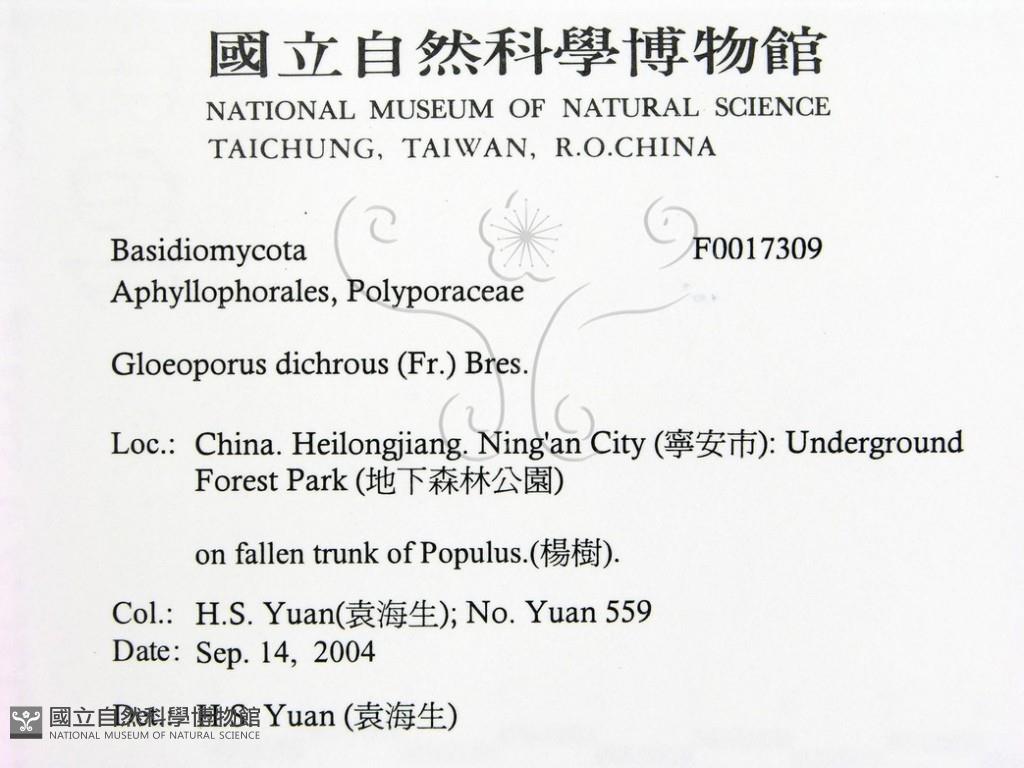 國立自然科學博物館
NATIONAL MUSEUM OF NATURAL SCIENCE
TAICHUNG, TAIWAN, R.O.CHINA
Basidiomycota F0017309
Aphyllophorales, Polyporaceae
Gloeoporus dichrous (Fr.) Bres.
Loc.: China. Heilongjiang. Ning'an City (寧安市): Underground
Forest Park (地下森林公園)
on fallen trunk of Populus.(楊樹).
Col.: H.S. Yuan(袁海生); No. Yuan 559
Date: Sep. 14, 2004
Det.: H.S. Yuan (袁海生)
國立自然科學博物館
NATIONAL MUSEUM OF NATURAL SCIENCE